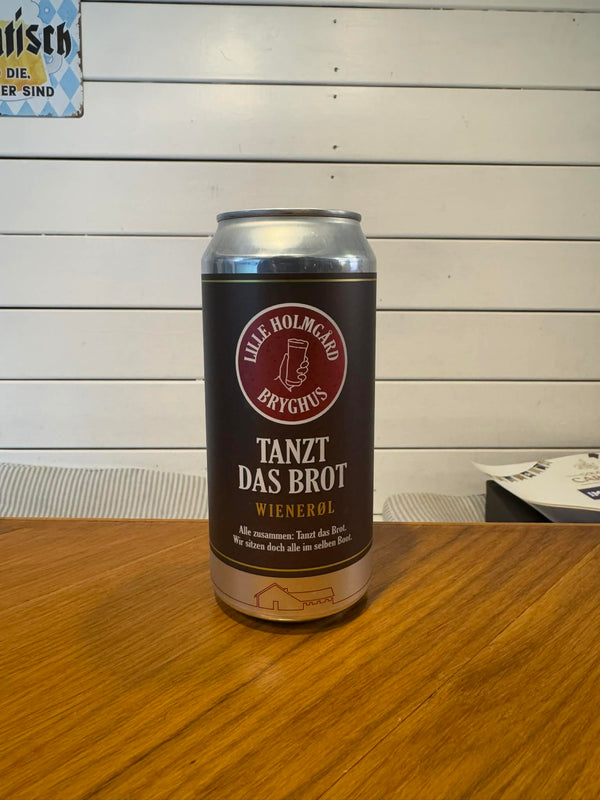 DIE,
ER SIND
LILLE HOLMGÅRD
BRYGHUS
TANZT
DAS BROT
WIENERØL
Alle zusammen: Tanzt das Brot.
Wir sitzen doch alle im selben Boot.